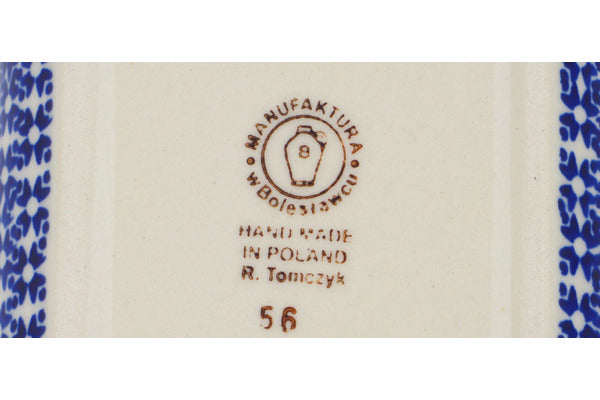 MANUFAKTURA
8
w Bolesławcu
HAND MADE
IN POLAND
R. Tomczyk
56